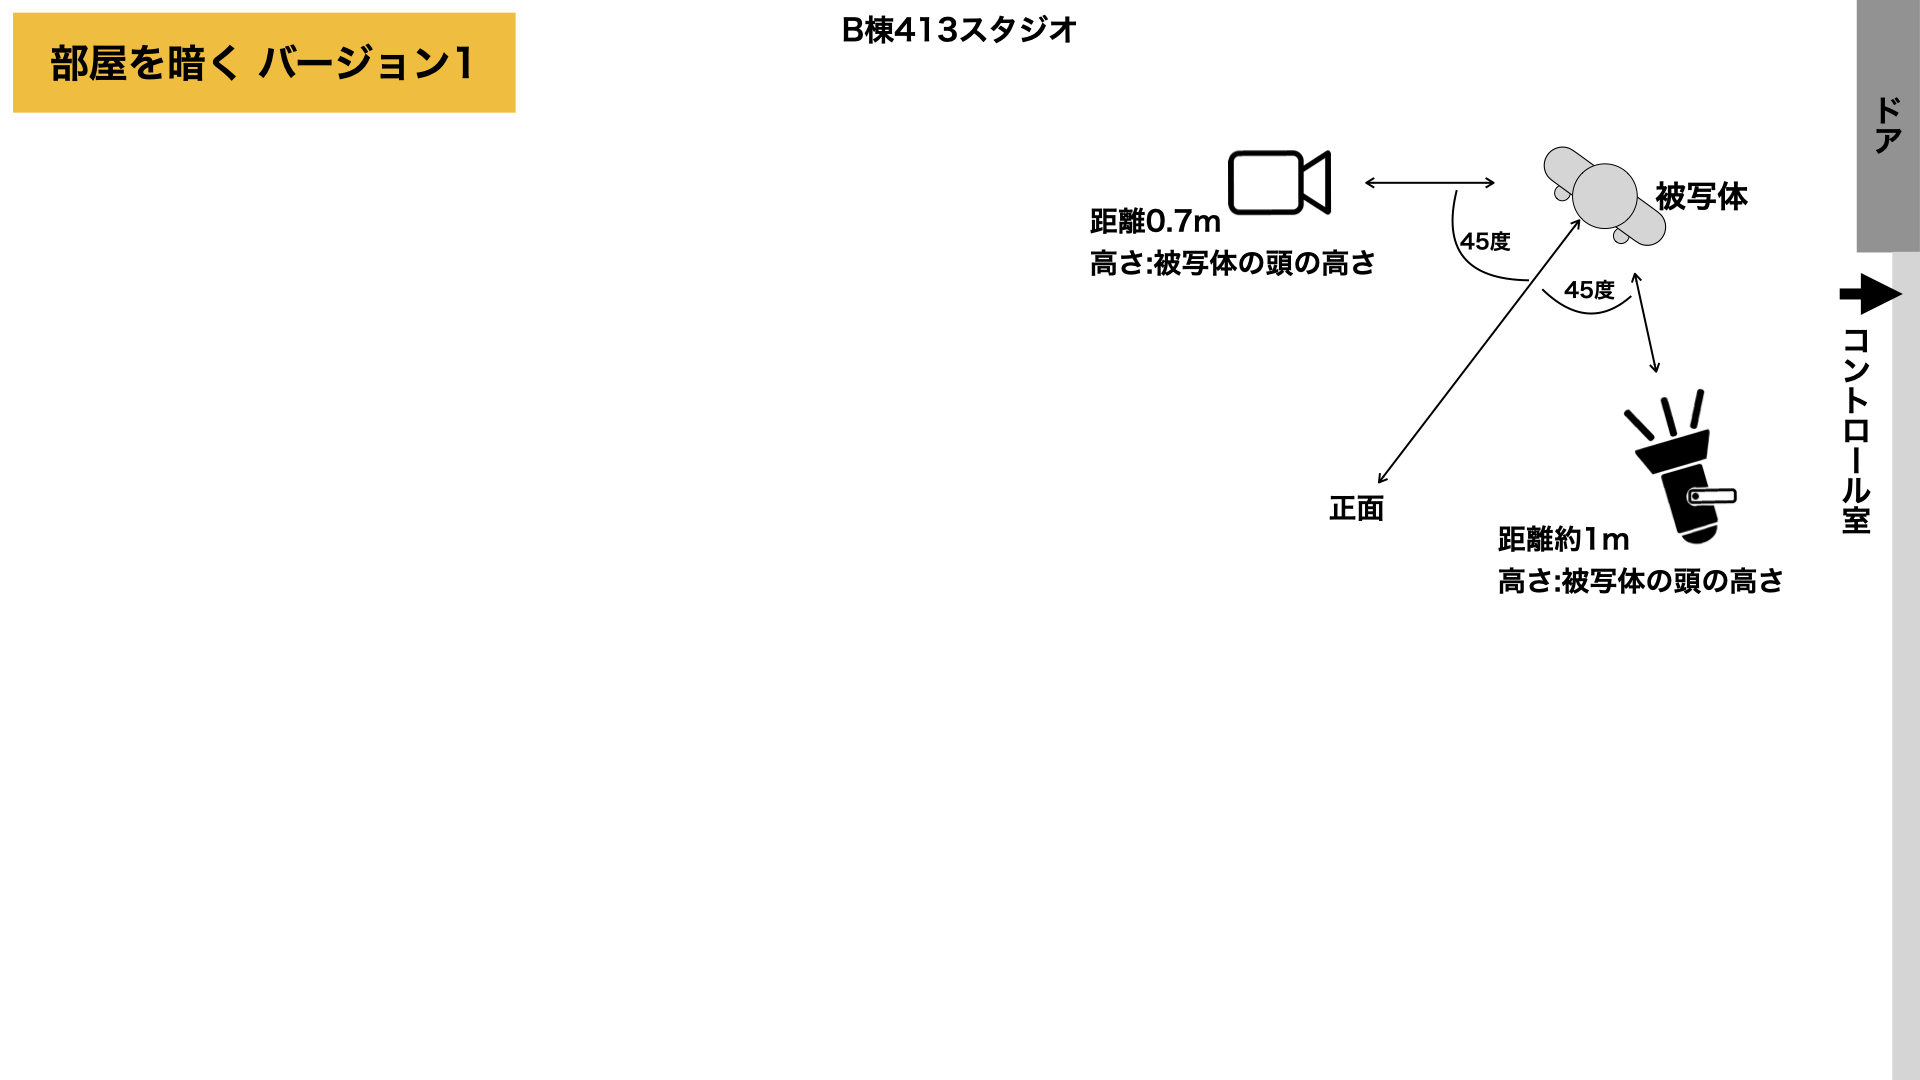 部屋を暗く バージョン1
B棟413スタジオ
ドア
被写体
距離0.7m
高さ:被写体の頭の高さ
45度
45度
コントロール室
正面
距離約1m
高さ:被写体の頭の高さ